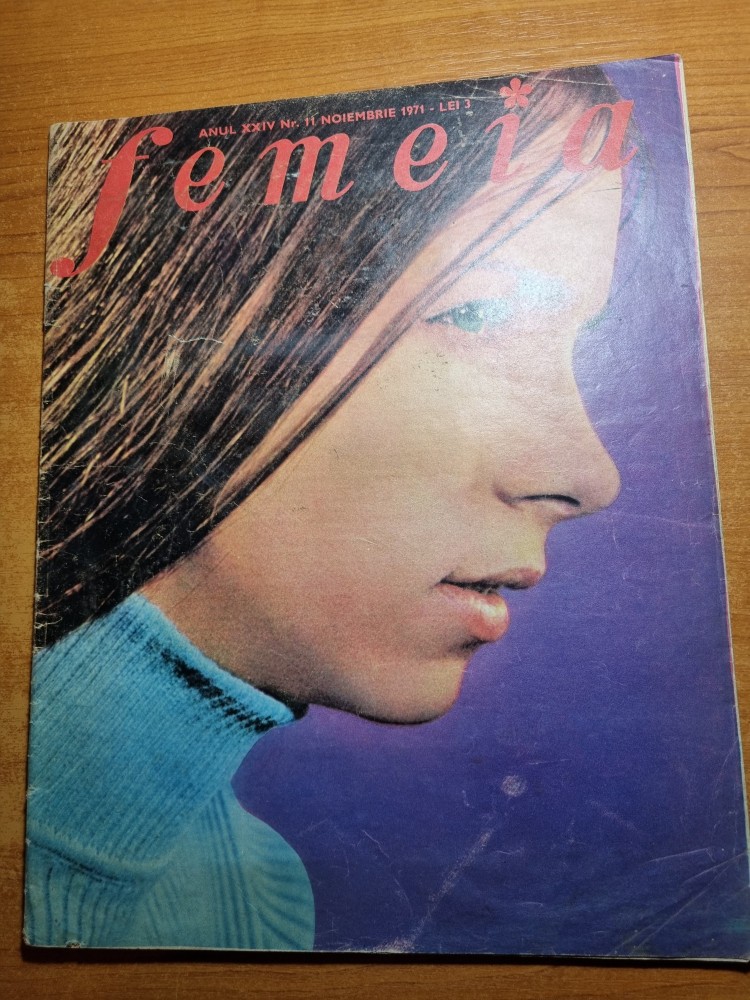 ANUL XXIV Nr. 11 NOIEMBRIE 1971 - LEI 3
femeia